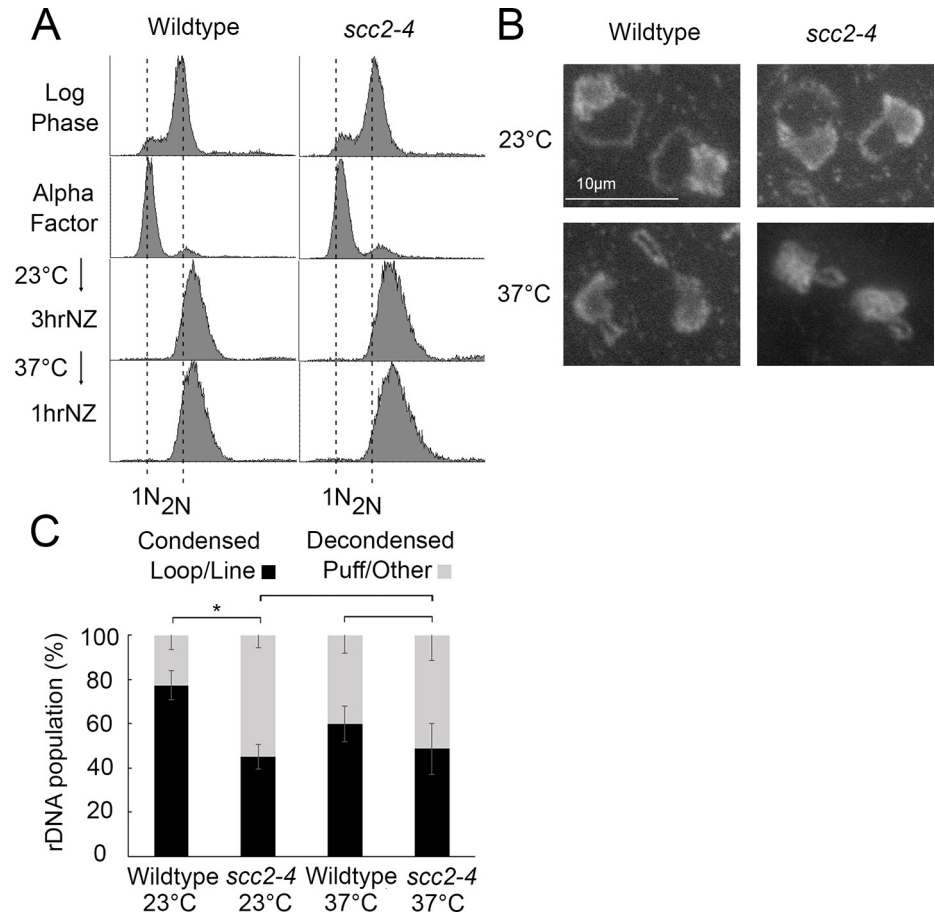 A
Wildtype
scc2-4
Log
Phase
Alpha
Factor
23°C
3hrNZ
37°C
1hrNZ
1N 2N
1N 2N
B
Wildtype
scc2-4
23°C
10µm
37°C
C
Condensed
Loop/Line
Decondensed
Puff/Other
*
rDNA population (%)
100
80
60
40
20
0
Wildtype
23°C
scc2-4
23°C
Wildtype
37°C
scc2-4
37°C